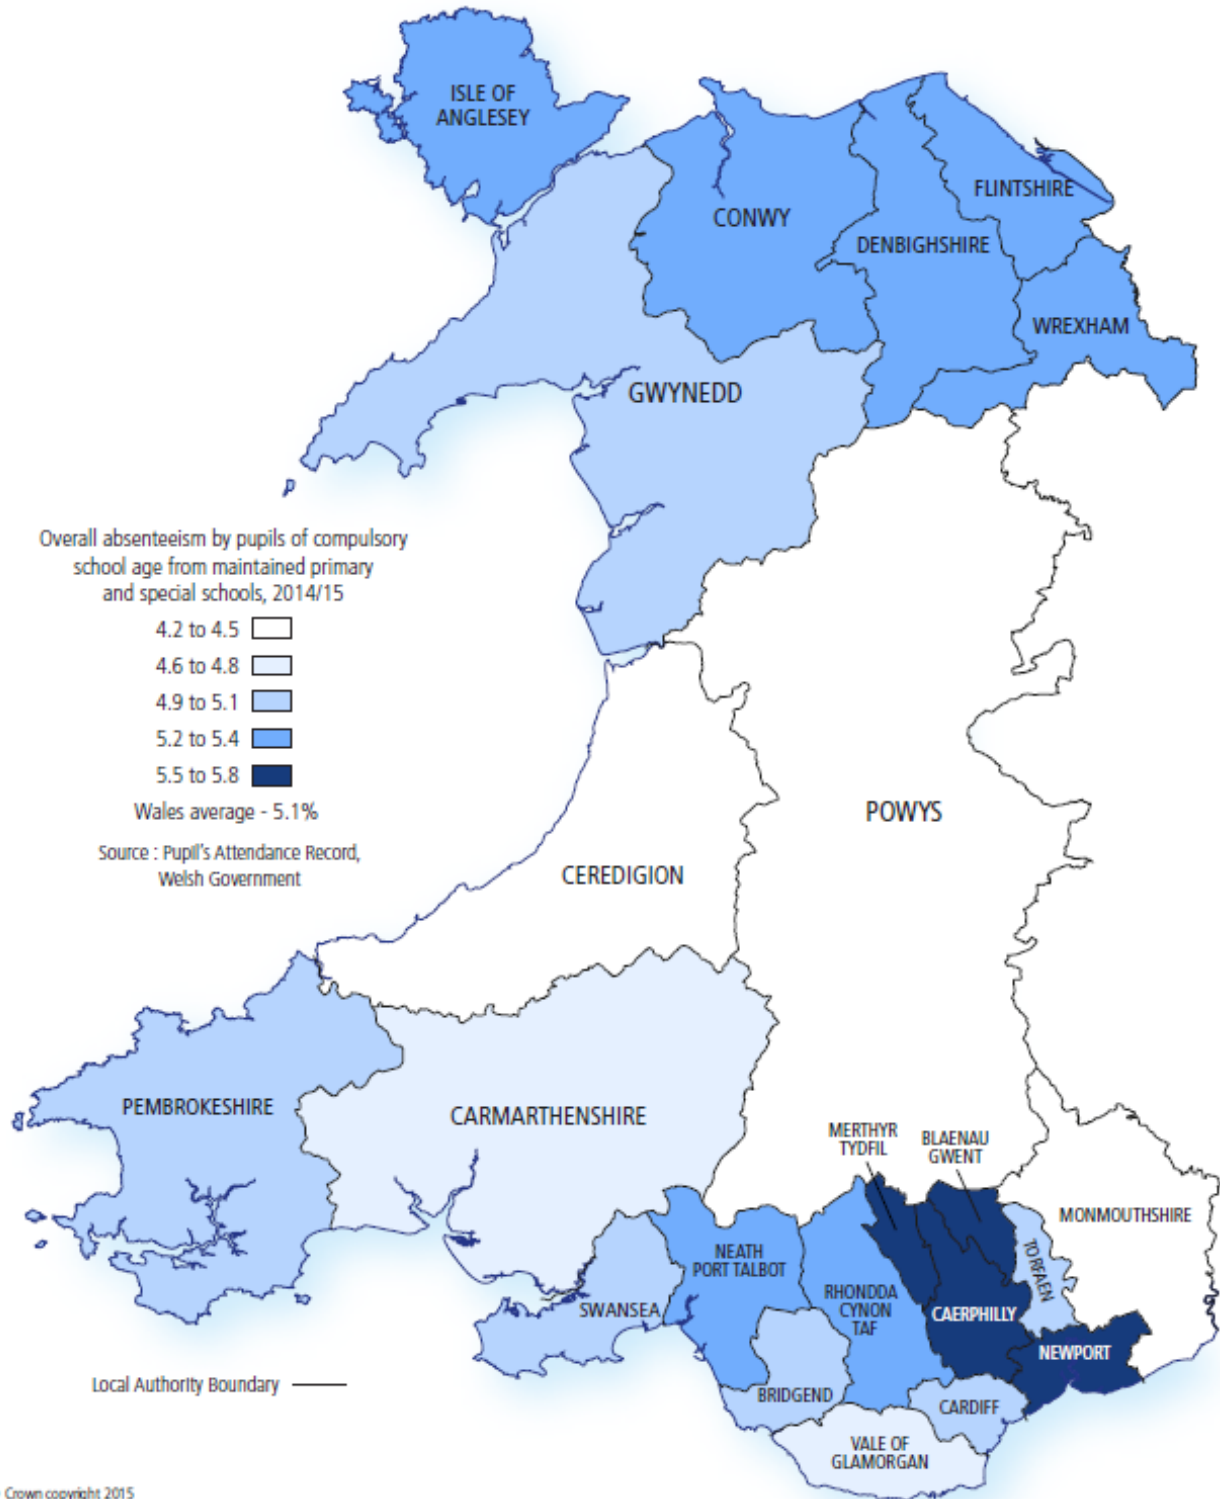 ISLE OF
ANGLESEY
FLINTSHIRE
CONWY
DENBIGHSHIRE
WREXHAM
GWYNEDD
Overall absenteeism by pupils of compulsory
school age from maintained primary
and special schools, 2014/15
4.2 to 4.5
4.6 to 4.8
4.9 to 5.1
5.2 to 5.4
5.5 to 5.8
Wales average - 5.1%
Source : Pupil's Attendance Record,
Welsh Government
POWYS
CEREDIGION
PEMBROKESHIRE
CARMARTHENSHIRE
MERTHYR
TYDFIL
BLAENAU
GWENT
MONMOUTHSHIRE
TORFAEN
NEATH
PORT TALBOT
RHONDDA
CYNON
TAF
SWANSEA
CAERPHILLY
NEWPORT
Local Authority Boundary
BRIDGEND
CARDIFF
VALE OF
GLAMORGAN
Crown copyright 2015